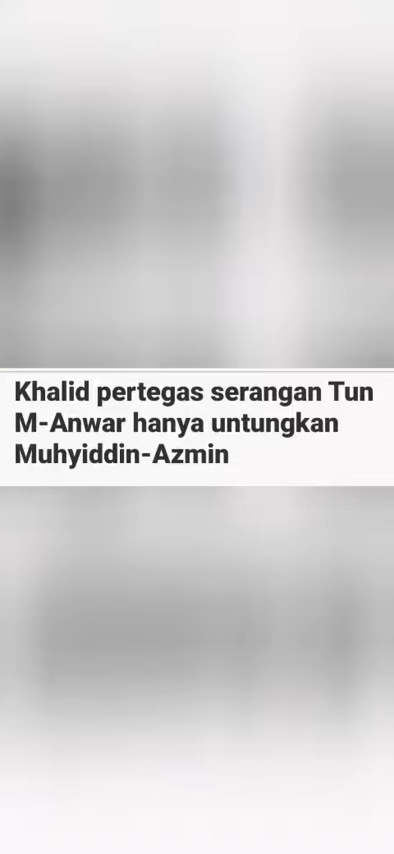 Khalid pertegas serangan Tun
M-Anwar hanya untungkan
Muhyiddin-Azmin